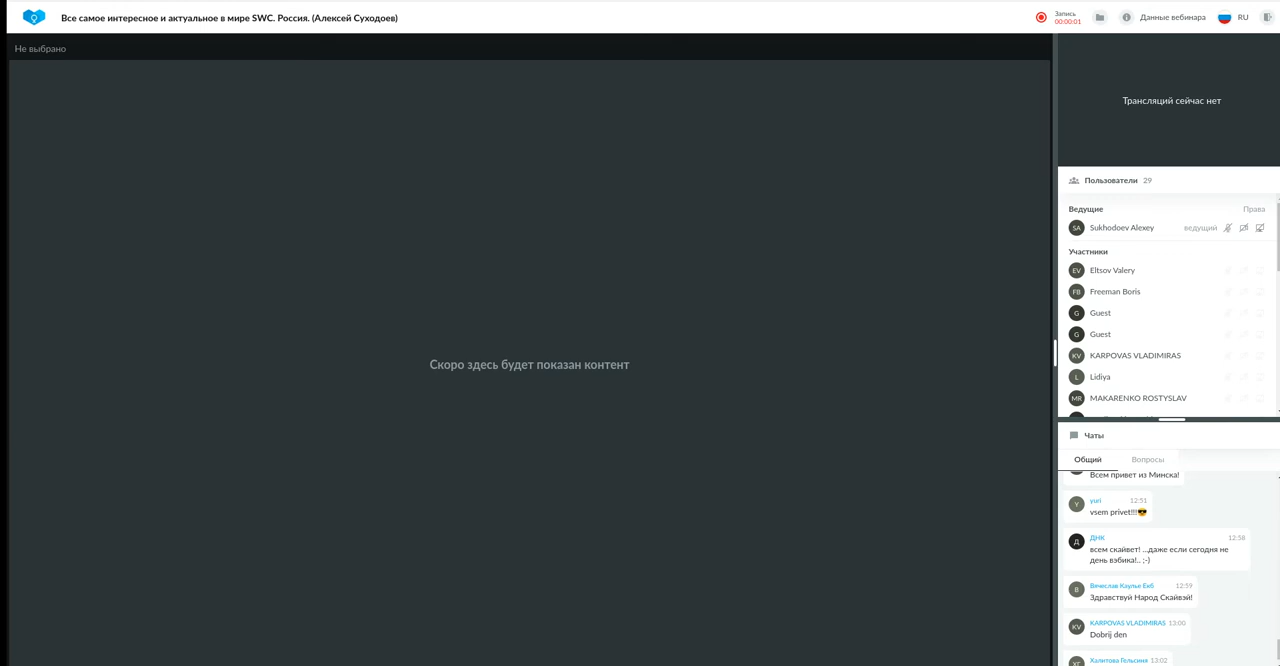 Все самое интересное и актуальное в мире SWC. Россия. (Алексей Суходоев)
Запись
00:00:01
Данные вебинара
RU
Не выбрано
Трансляций сейчас нет
Скоро здесь будет показан контент
Пользователи 29
Ведущие Права
SA Sukhodoev Alexey ведущий
Участники
EV Eltsov Valery
FB Freeman Boris
G Guest
G Guest
KV KARPOVAS VLADIMIRAS
L Lidiya
MR MAKARENKO ROSTYSLAV
Чаты
Общий Вопросы
Всем привет из Минска!
Y yuri 12:51
vsem privet!!!😎
Д ДНК 12:58
всем скайвет! ...даже если сегодня не
день вэбика!.. ;-)
В Вячеслав Каулье Екб 12:59
Здравствуй Народ Скайвэй!
KV KARPOVAS VLADIMIRAS 13:00
Dobrij den
ХГ Халитова Гельсиня 13:02